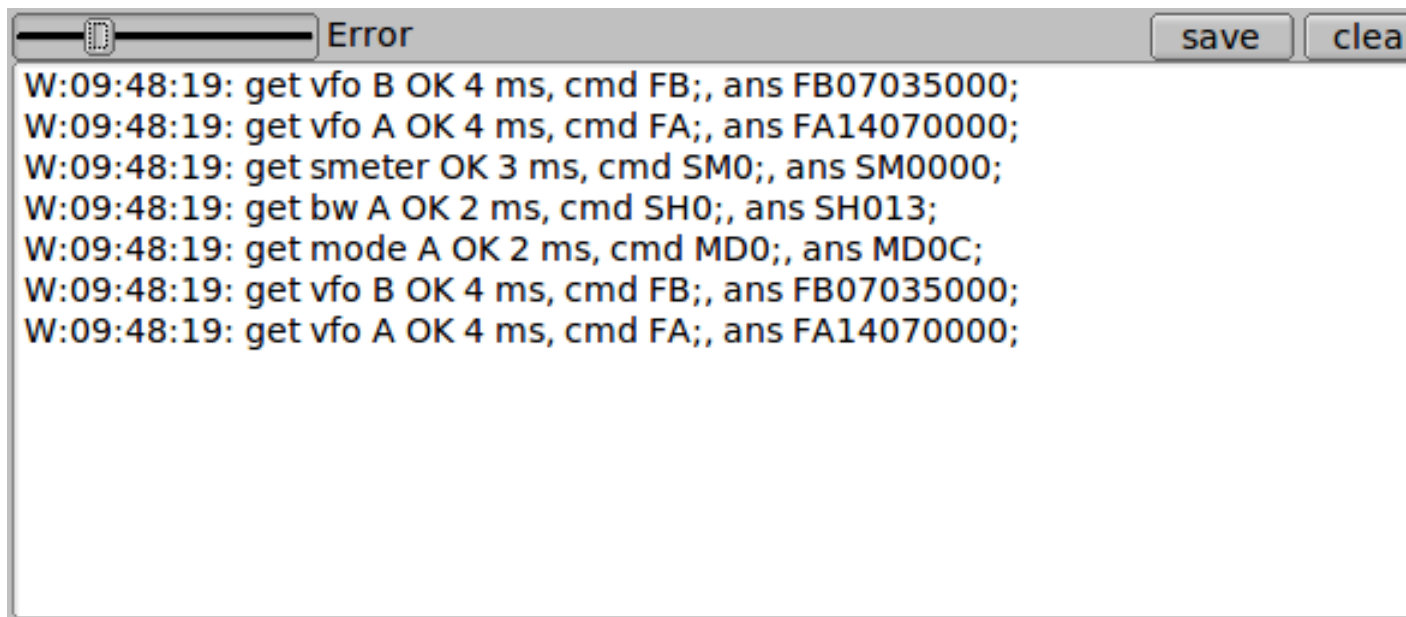 Error
save
clea
W:09:48:19: get vfo B OK 4 ms, cmd FB;, ans FB07035000;
W:09:48:19: get vfo A OK 4 ms, cmd FA;, ans FA14070000;
W:09:48:19: get smeter OK 3 ms, cmd SM0;, ans SM0000;
W:09:48:19: get bw A OK 2 ms, cmd SH0;, ans SH013;
W:09:48:19: get mode A OK 2 ms, cmd MD0;, ans MD0C;
W:09:48:19: get vfo B OK 4 ms, cmd FB;, ans FB07035000;
W:09:48:19: get vfo A OK 4 ms, cmd FA;, ans FA14070000;